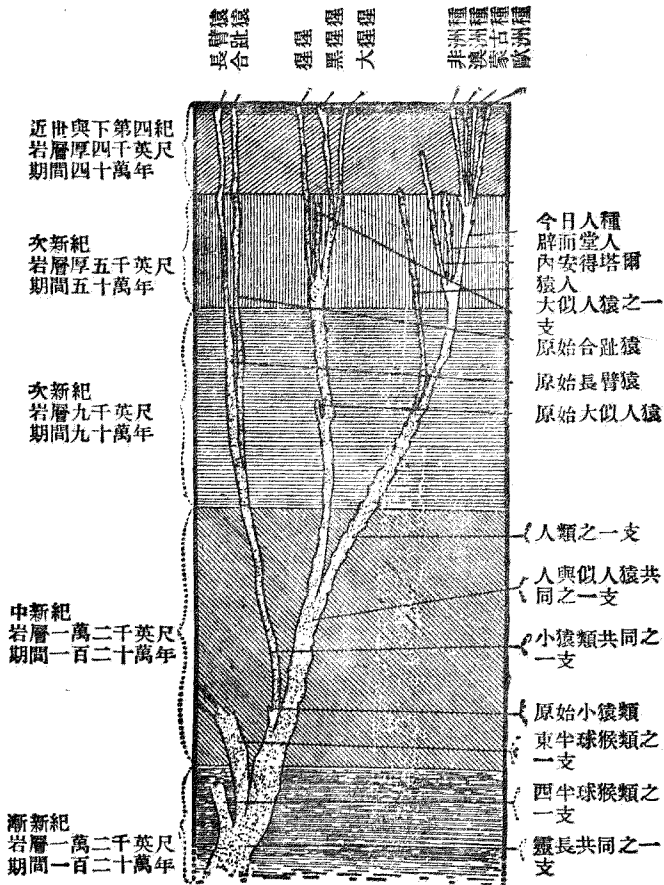 長臂猿
合趾猿
猩猩
黑猩猩
大猩猩
非洲種
澳洲種
蒙古種
歐洲種
近世與下第四紀
岩層厚四千英尺
期間四十萬年
次新紀
岩層厚五千英尺
期間五十萬年
次新紀
岩層九千英尺
期間九十萬年
中新紀
岩層一萬二千英尺
期間一百二十萬年
漸新紀
岩層一萬二千英尺
期間一百二十萬年
今日人種
辟而堂人
內安得塔爾
猿人
大似人猿之一
支
原始合趾猿
原始長臂猿
原始大似人猿
人類之一支
人與似人猿共
同之一支
小猿類共同之
一支
原始小猿類
東半球猴類之
一支
西半球猴類之
一支
靈長共同之一
支